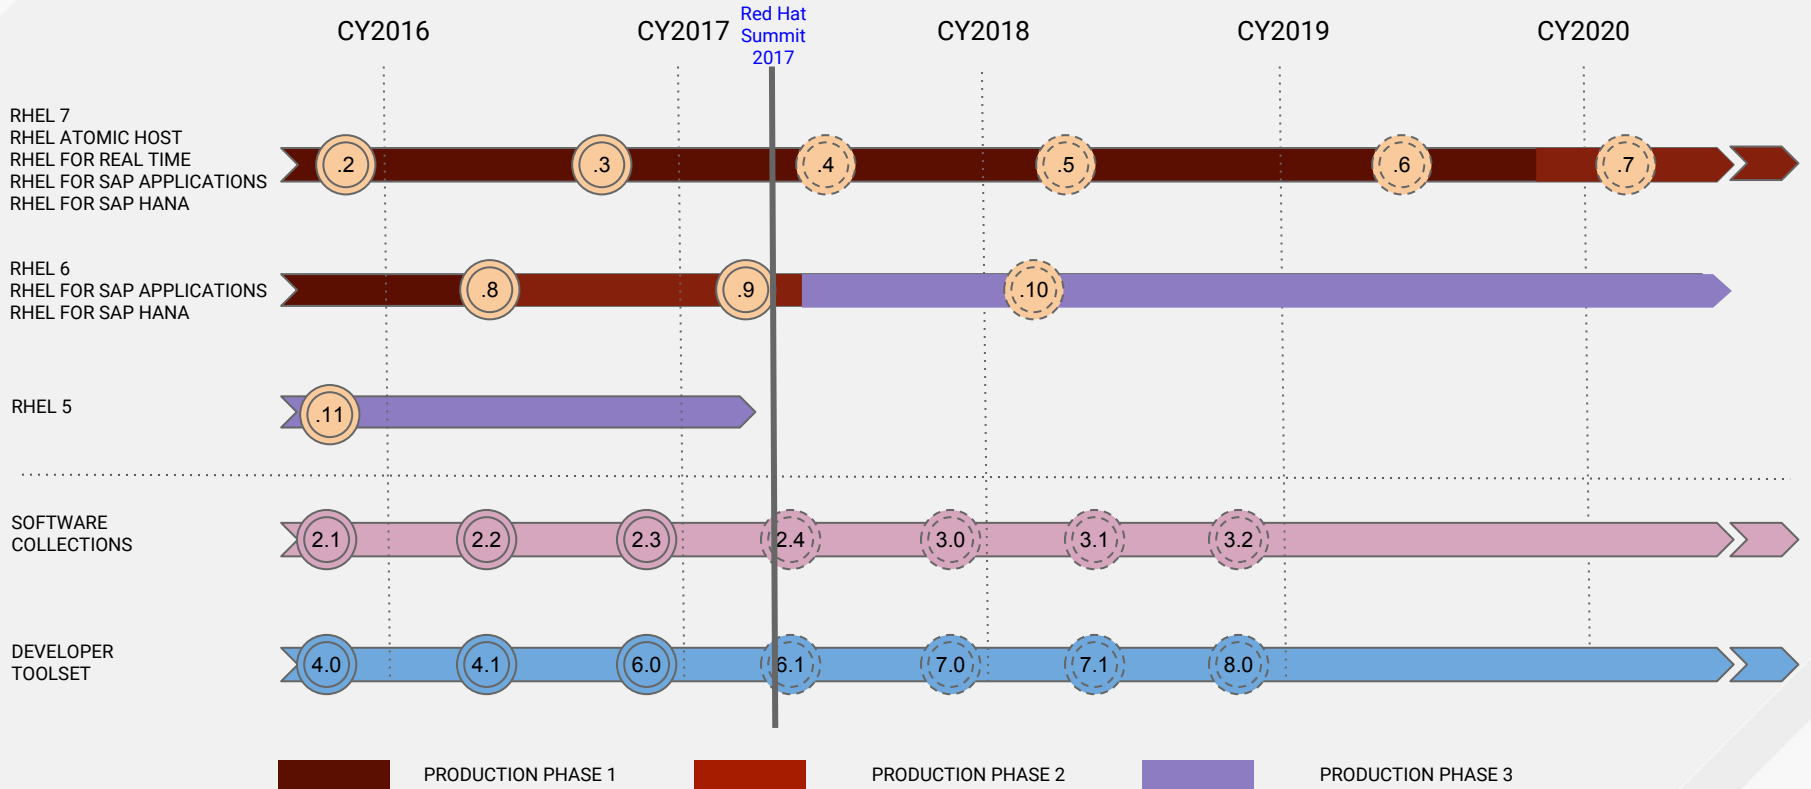 CY2016
CY2017
Red Hat
Summit
2017
CY2018
CY2019
CY2020
RHEL 7
RHEL ATOMIC HOST
RHEL FOR REAL TIME
RHEL FOR SAP APPLICATIONS
RHEL FOR SAP HANA
.2
.3
.4
.5
.6
.7
RHEL 6
RHEL FOR SAP APPLICATIONS
RHEL FOR SAP HANA
.8
.9
.10
RHEL 5
.11
SOFTWARE
COLLECTIONS
2.1
2.2
2.3
2.4
3.0
3.1
3.2
DEVELOPER
TOOLSET
4.0
4.1
6.0
6.1
7.0
7.1
8.0
PRODUCTION PHASE 1
PRODUCTION PHASE 2
PRODUCTION PHASE 3